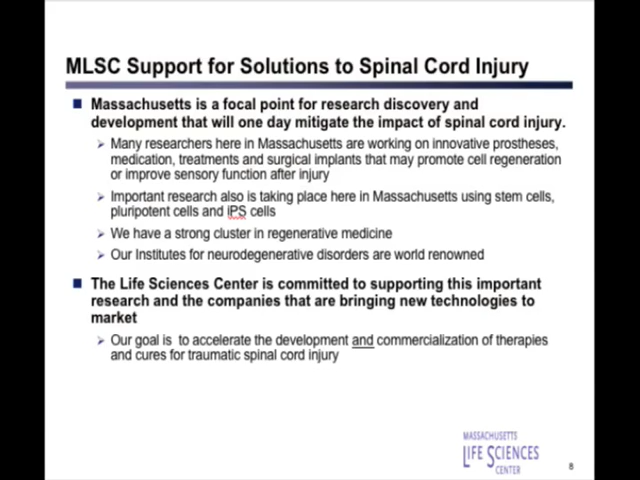 MLSC Support for Solutions to Spinal Cord Injury
Massachusetts is a focal point for research discovery and
development that will one day mitigate the impact of spinal cord injury.
Many researchers here in Massachusetts are working on innovative prostheses,
medication, treatments and surgical implants that may promote cell regeneration
or improve sensory function after injury
Important research also is taking place here in Massachusetts using stem cells,
pluripotent cells and iPS cells
We have a strong cluster in regenerative medicine
Our Institutes for neurodegenerative disorders are world renowned
The Life Sciences Center is committed to supporting this important
research and the companies that are bringing new technologies to
market
Our goal is to accelerate the development and commercialization of therapies
and cures for traumatic spinal cord injury
MASSACHUSETTS
LIFE SCIENCES
CENTER
8